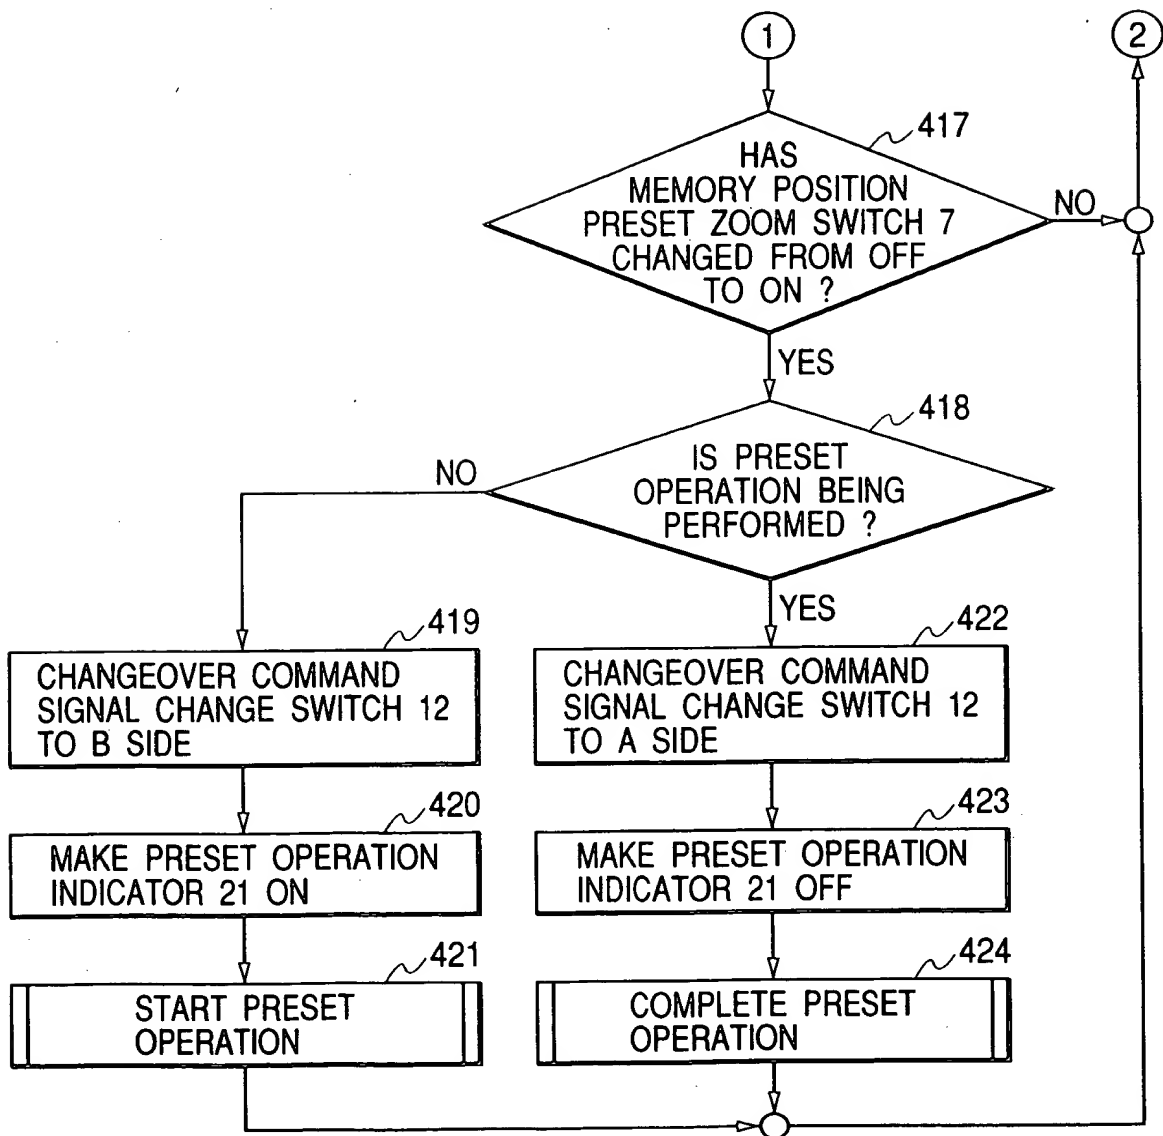 1
2
417
HAS
MEMORY POSITION
PRESET ZOOM SWITCH 7
CHANGED FROM OFF
TO ON ?
NO
YES
418
IS PRESET
OPERATION BEING
PERFORMED ?
NO
YES
419
CHANGEOVER COMMAND
SIGNAL CHANGE SWITCH 12
TO B SIDE
422
CHANGEOVER COMMAND
SIGNAL CHANGE SWITCH 12
TO A SIDE
420
MAKE PRESET OPERATION
INDICATOR 21 ON
423
MAKE PRESET OPERATION
INDICATOR 21 OFF
421
START PRESET
OPERATION
424
COMPLETE PRESET
OPERATION